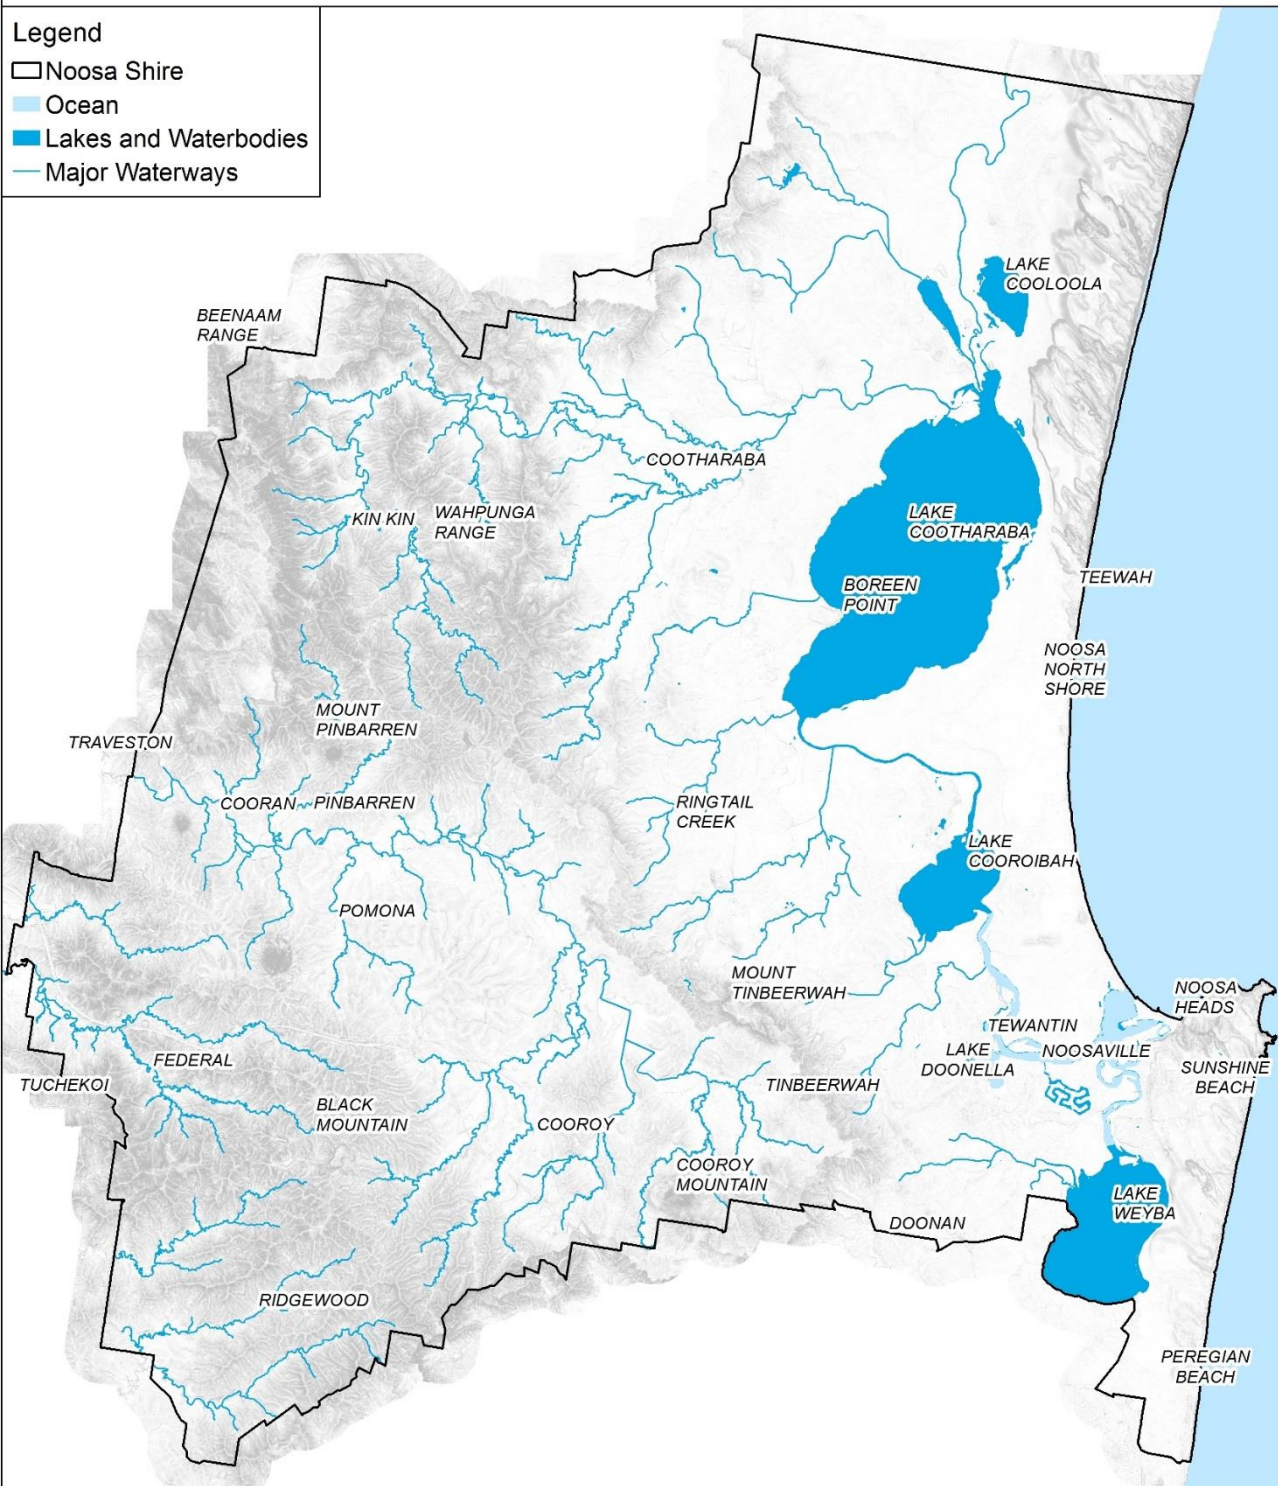 Legend
Noosa Shire
Ocean
Lakes and Waterbodies
Major Waterways
LAKE
COOLOOLA
BEENAAM
RANGE
COOTHARABA
WAHPUNGA
RANGE
KIN KIN
LAKE
COOTHARABA
TEEWAH
BOREEN
POINT
NOOSA
NORTH
SHORE
MOUNT
PINBARREN
TRAVESTON
COORAN
PINBARREN
RINGTAIL
CREEK
LAKE
COOROIBAH
POMONA
MOUNT
TINBEERWAH
NOOSA
HEADS
TEWANTIN
LAKE
DOONELLA
NOOSAVILLE
SUNSHINE
BEACH
FEDERAL
TUCHEKOI
TINBEERWAH
BLACK
MOUNTAIN
COOROY
COOROY
MOUNTAIN
LAKE
WEYBA
DOONAN
RIDGEWOOD
PEREGIAN
BEACH